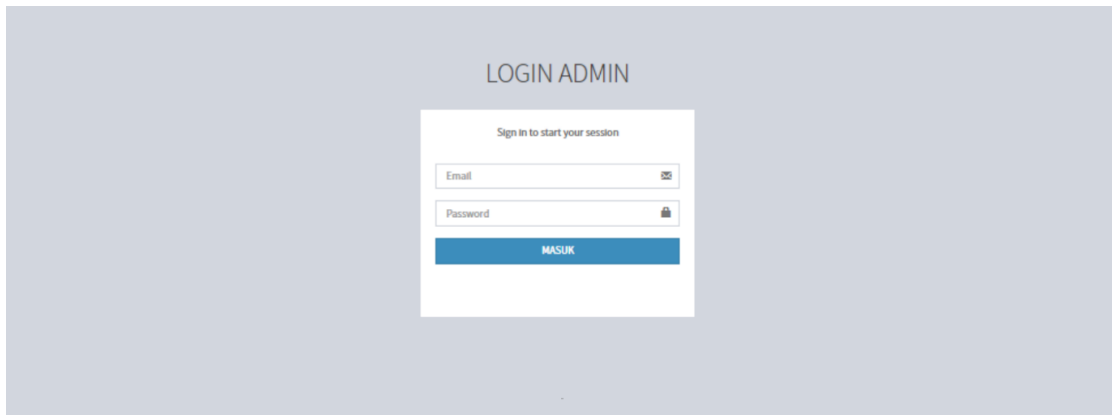 LOGIN ADMIN
Sign in to start your session
Email
Password
MASUK